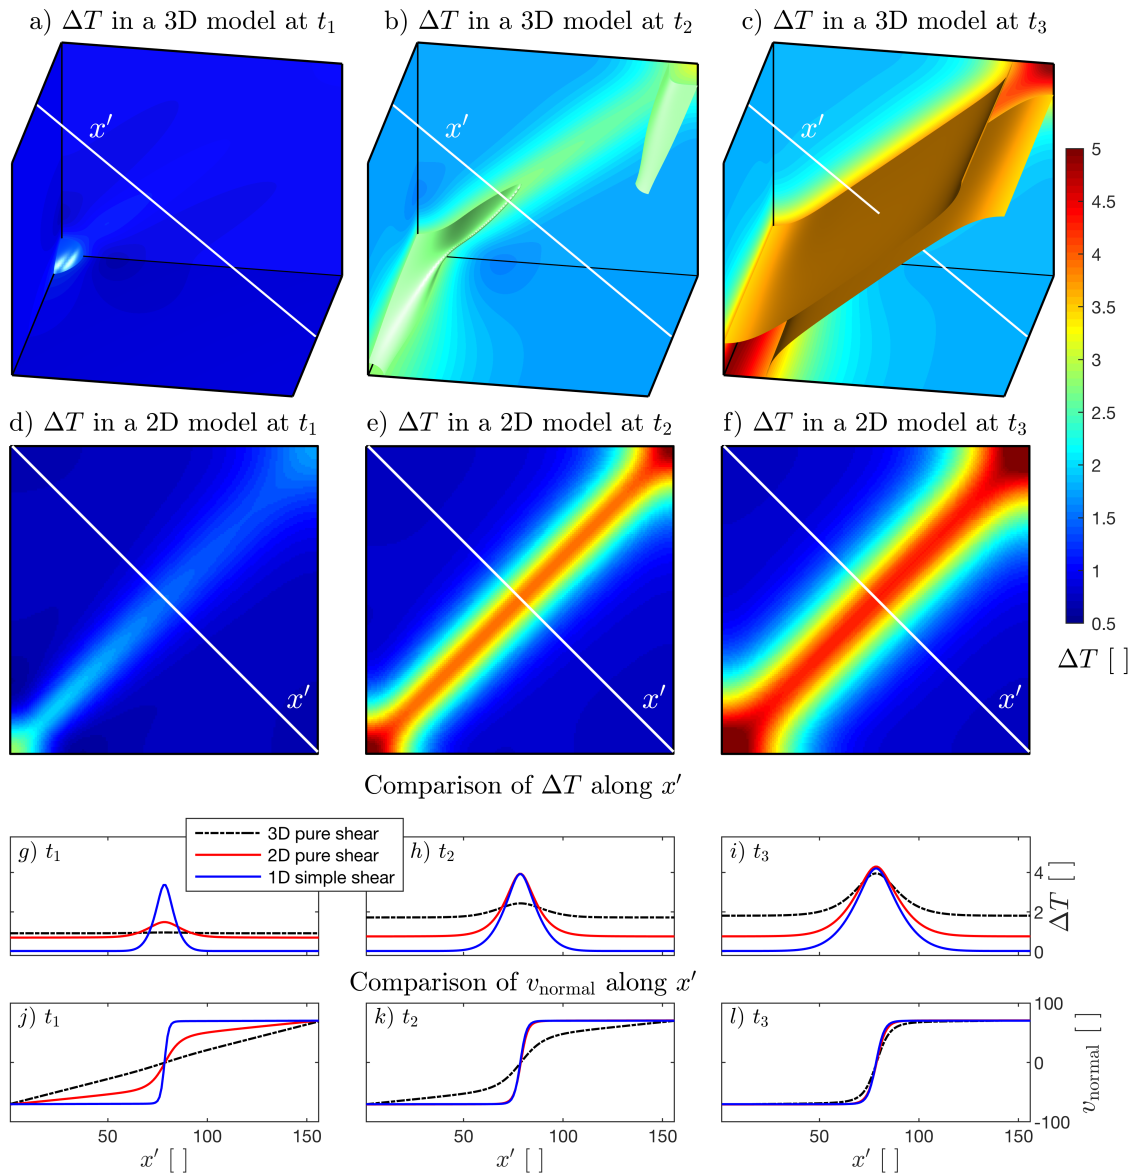 a) ΔT in a 3D model at t₁
b) ΔT in a 3D model at t₂
c) ΔT in a 3D model at t₃
x′
x′
x′
5
4.5
4
3.5
3
2.5
2
1.5
1
0.5
ΔT [ ]
d) ΔT in a 2D model at t₁
e) ΔT in a 2D model at t₂
f) ΔT in a 2D model at t₃
x′
x′
Comparison of ΔT along x′
g) t₁
3D pure shear
2D pure shear
1D simple shear
h) t₂
i) t₃
4
2
0
ΔT [ ]
Comparison of vnormal along x′
j) t₁
k) t₂
l) t₃
100
0
-100
vnormal [ ]
50
100
150
50
100
150
50
100
150
x′ [ ]
x′ [ ]
x′ [ ]